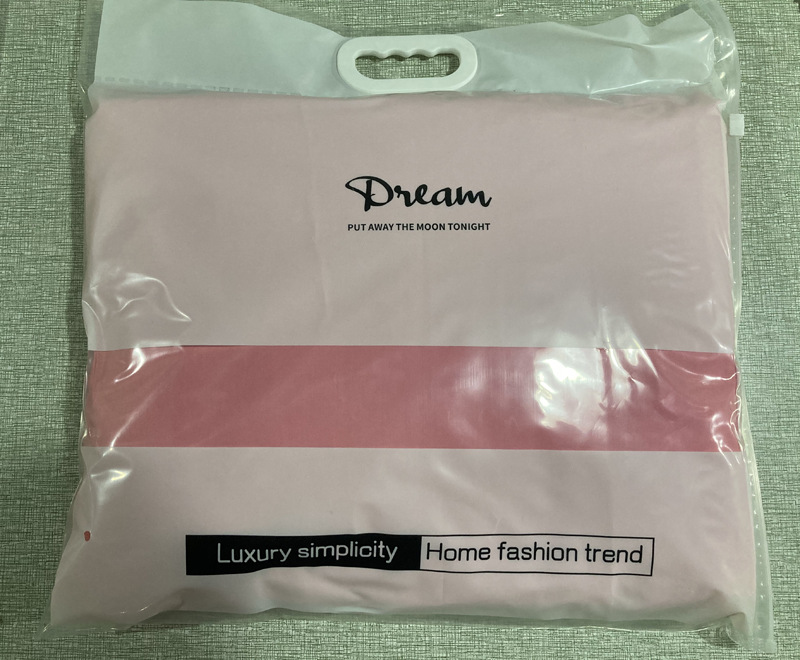 Dream
PUT AWAY THE MOON TONIGHT
Luxury simplicity Home fashion trend